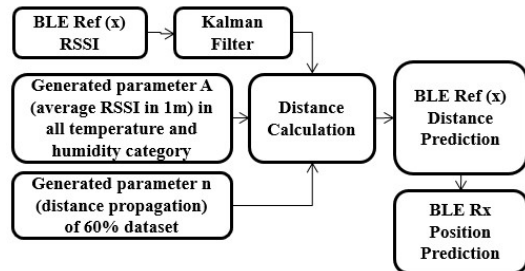 BLE Ref (x)
RSSI
Kalman
Filter
Generated parameter A
(average RSSI in 1m) in
all temperature and
humidity category
Distance
Calculation
BLE Ref (x)
Distance
Prediction
Generated parameter n
(distance propagation)
of 60% dataset
BLE Rx
Position
Prediction